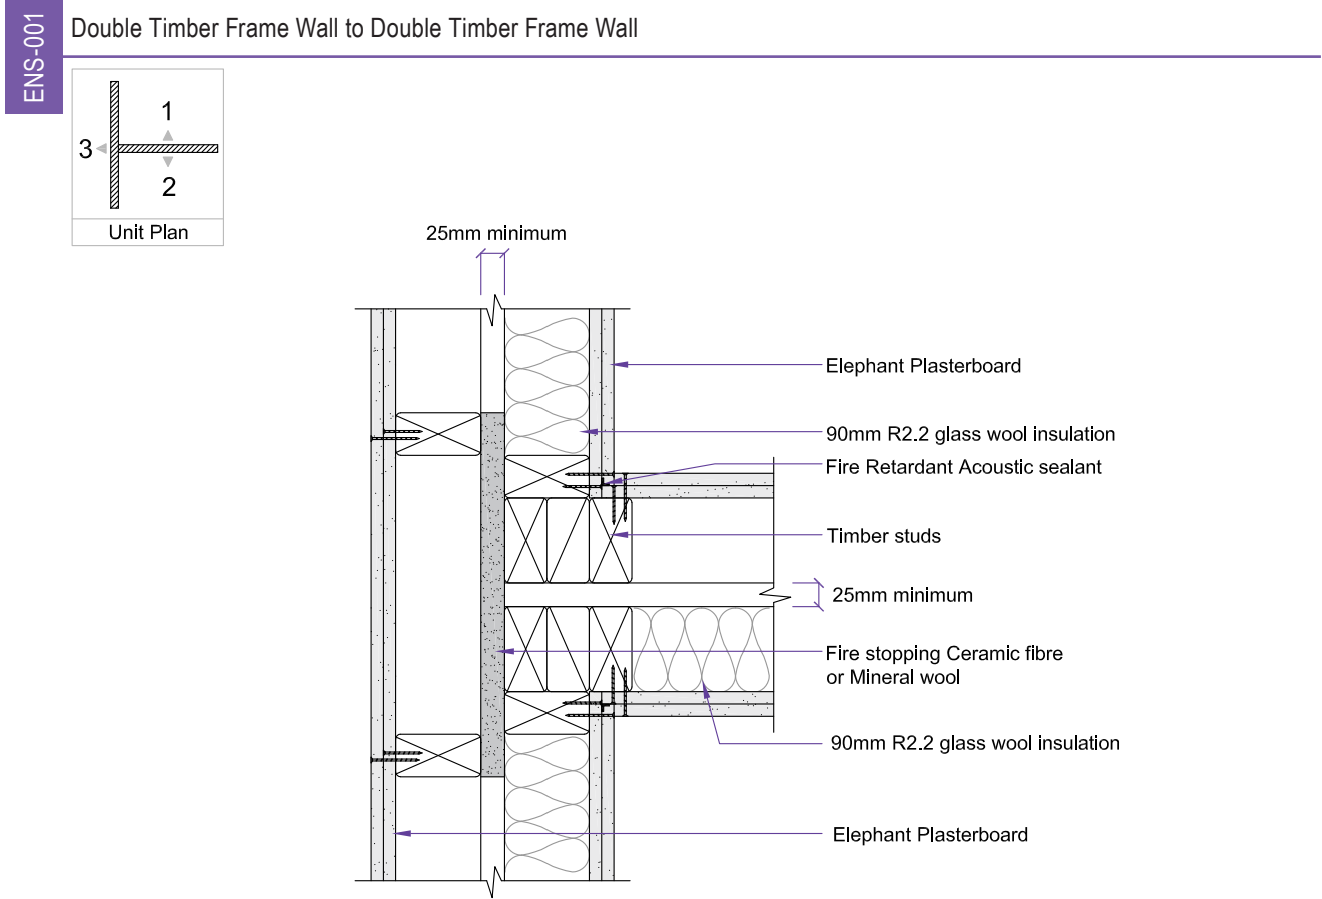 ENS-001
Double Timber Frame Wall to Double Timber Frame Wall
1
3
2
Unit Plan
25mm minimum
Elephant Plasterboard
90mm R2.2 glass wool insulation
Fire Retardant Acoustic sealant
Timber studs
25mm minimum
Fire stopping Ceramic fibre
or Mineral wool
90mm R2.2 glass wool insulation
Elephant Plasterboard